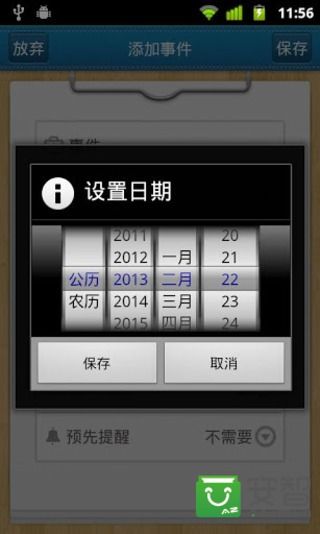 11:56
放弃 添加事件 保存
事件
设置日期
2011 20
2012 一月 21
公历 2013 二月 22
农历 2014 三月 23
2015 四月 24
保存 取消
预先提醒 不需要
AZ 安智